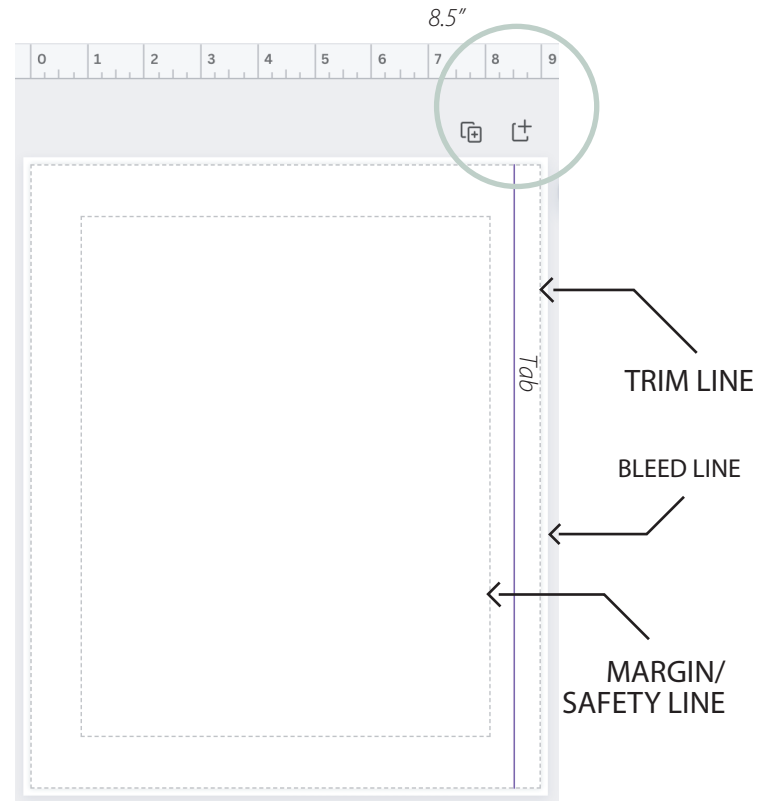 8.5"
0 1 2 3 4 5 6 7 8 9
Tab
TRIM LINE
BLEED LINE
MARGIN/
SAFETY LINE